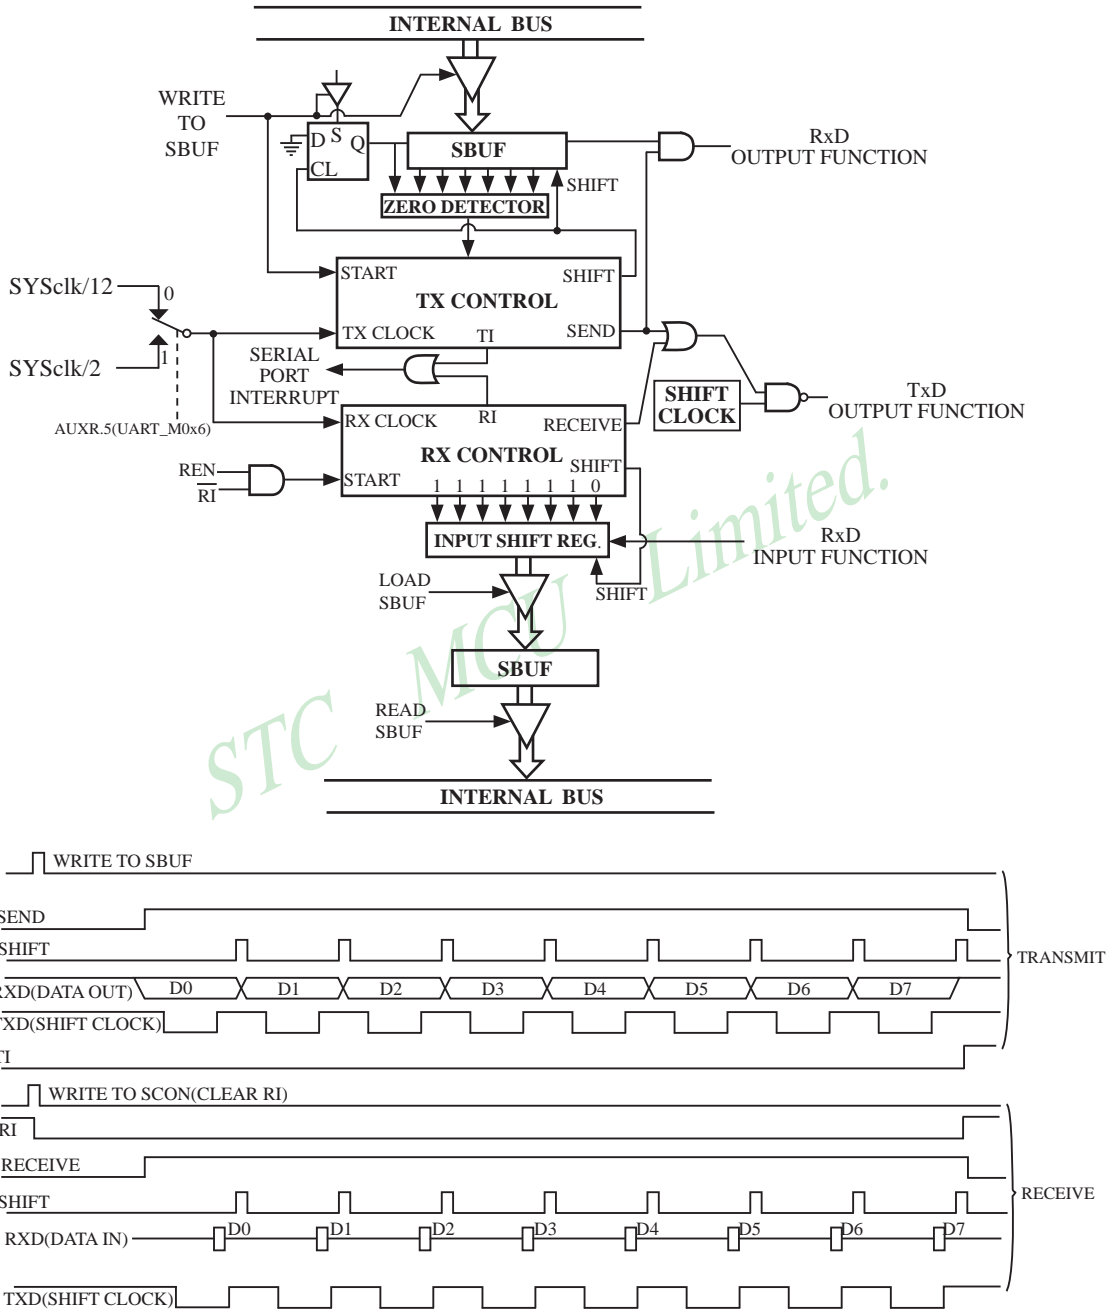 INTERNAL BUS
WRITE
TO
SBUF
D S Q
CL
SBUF
RxD
OUTPUT FUNCTION
SHIFT
ZERO DETECTOR
START
SHIFT
TX CONTROL
TX CLOCK
TI
SEND
SYSclk/12
0
SYSclk/2
1
AUXR.5(UART_M0x6)
SERIAL
PORT
INTERRUPT
SHIFT
CLOCK
TxD
OUTPUT FUNCTION
RX CLOCK
RI
RECEIVE
RX CONTROL
SHIFT
START
1 1 1 1 1 1 1 0
REN
RI
INPUT SHIFT REG.
RxD
INPUT FUNCTION
LOAD
SBUF
SHIFT
SBUF
READ
SBUF
INTERNAL BUS
STC MCU Limited.
WRITE TO SBUF
SEND
SHIFT
RXD(DATA OUT) D0 D1 D2 D3 D4 D5 D6 D7
TXD(SHIFT CLOCK)
TI
TRANSMIT
WRITE TO SCON(CLEAR RI)
RI
RECEIVE
SHIFT
RXD(DATA IN) D0 D1 D2 D3 D4 D5 D6 D7
TXD(SHIFT CLOCK)
RECEIVE